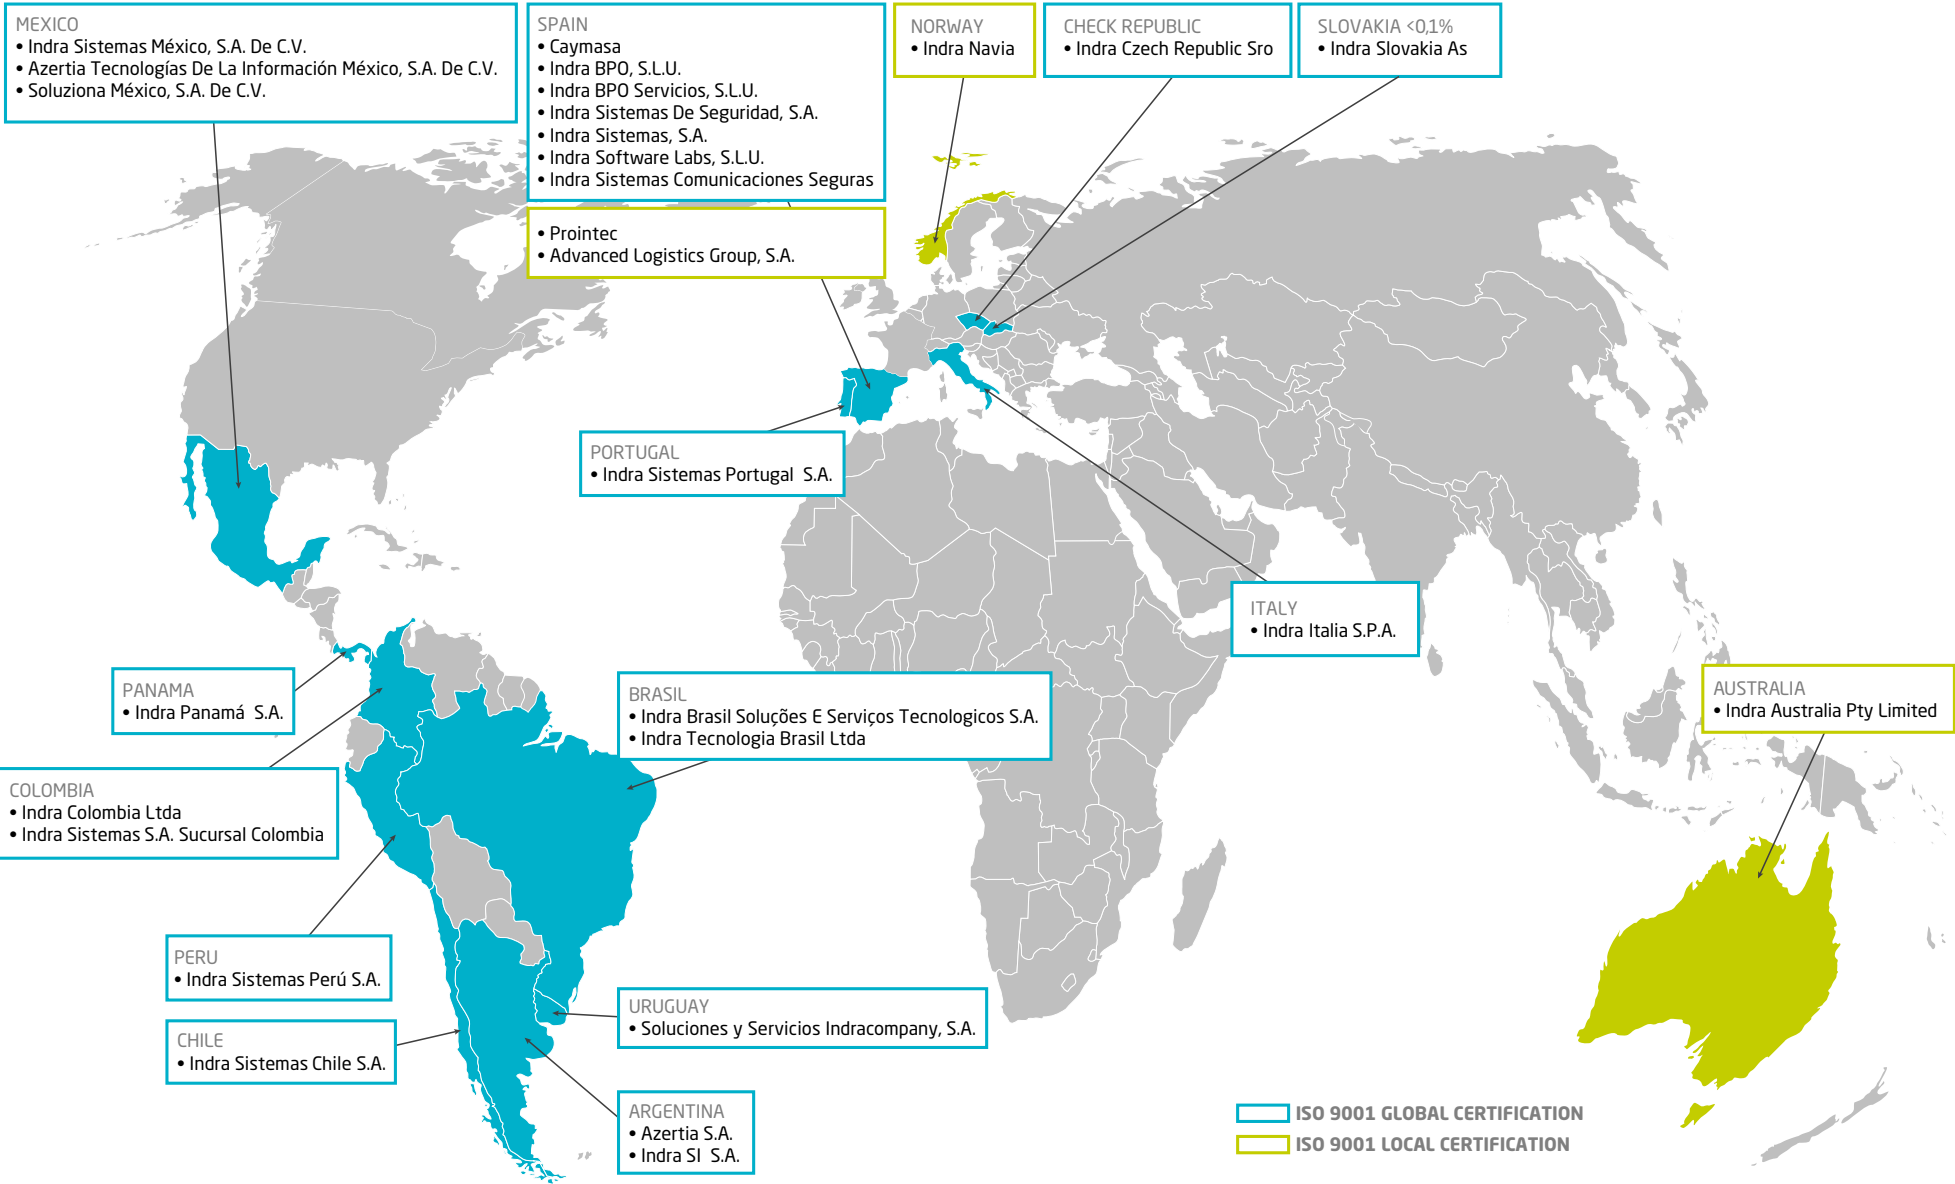 MEXICO
• Indra Sistemas México, S.A. De C.V.
• Azertia Tecnologías De La Información México, S.A. De C.V.
• Soluziona México, S.A. De C.V.
SPAIN
• Caymasa
• Indra BPO, S.L.U.
• Indra BPO Servicios, S.L.U.
• Indra Sistemas De Seguridad, S.A.
• Indra Sistemas, S.A.
• Indra Software Labs, S.L.U.
• Indra Sistemas Comunicaciones Seguras
• Prointec
• Advanced Logistics Group, S.A.
NORWAY
• Indra Navia
CHECK REPUBLIC
• Indra Czech Republic Sro
SLOVAKIA <0,1%
• Indra Slovakia As
PORTUGAL
• Indra Sistemas Portugal S.A.
ITALY
• Indra Italia S.P.A.
PANAMA
• Indra Panamá S.A.
BRASIL
• Indra Brasil Soluções E Serviços Tecnologicos S.A.
• Indra Tecnologia Brasil Ltda
AUSTRALIA
• Indra Australia Pty Limited
COLOMBIA
• Indra Colombia Ltda
• Indra Sistemas S.A. Sucursal Colombia
PERU
• Indra Sistemas Perú S.A.
URUGUAY
• Soluciones y Servicios Indracompany, S.A.
CHILE
• Indra Sistemas Chile S.A.
ARGENTINA
• Azertia S.A.
• Indra SI S.A.
ISO 9001 GLOBAL CERTIFICATION
ISO 9001 LOCAL CERTIFICATION